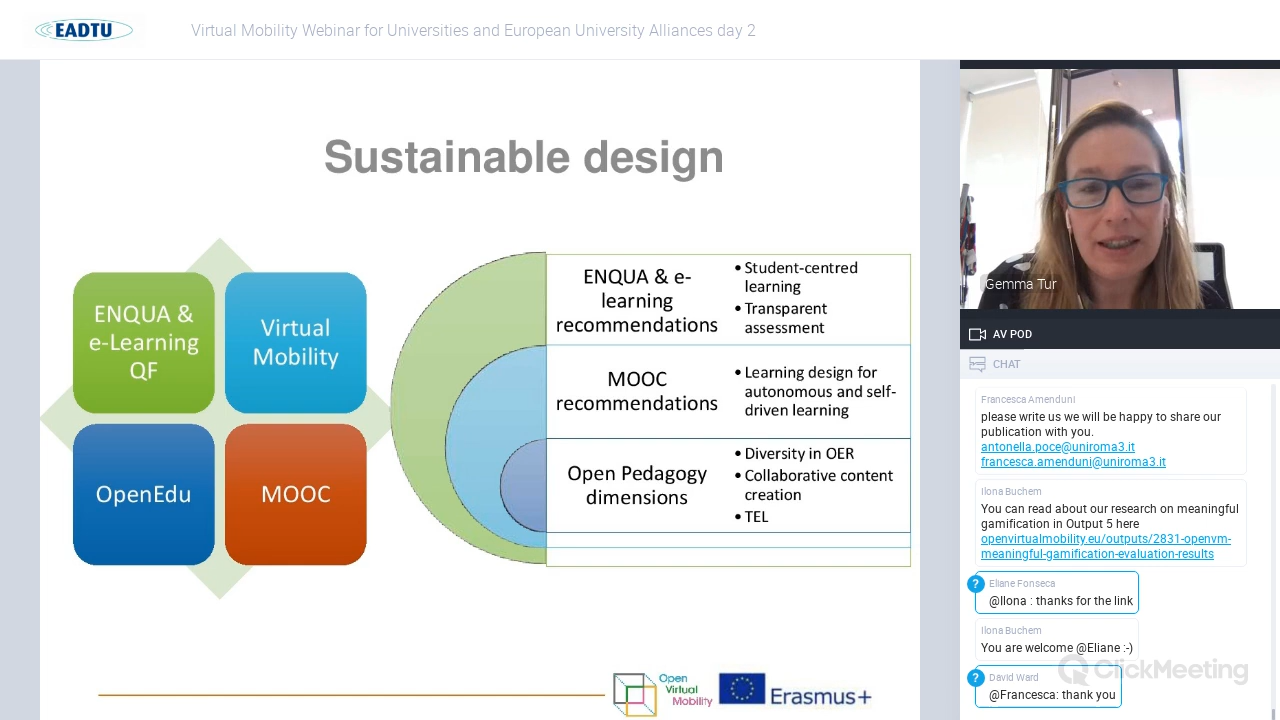 EADTU
Virtual Mobility Webinar for Universities and European University Alliances day 2
Sustainable design
ENQUA &
e-Learning
QF
Virtual
Mobility
OpenEdu
MOOC
ENQUA & e-
learning
recommendations
• Student-centred
learning
• Transparent
assessment
MOOC
recommendations
• Learning design for
autonomous and self-
driven learning
Open Pedagogy
dimensions
• Diversity in OER
• Collaborative content
creation
• TEL
Open
Virtual
Mobility
Erasmus+
Gemma Tur
AV POD
CHAT
Francesca Amenduni
please write us we will be happy to share our
publication with you.
antonella.poce@uniroma3.it
francesca.amenduni@uniroma3.it
Ilona Buchem
You can read about our research on meaningful
gamification in Output 5 here
openvirtualmobility.eu/outputs/2831-openvm-
meaningful-gamification-evaluation-results
?
Eliane Fonseca
@Ilona : thanks for the link
Ilona Buchem
You are welcome @Eliane :-)
ClickMeeting
?
David Ward
@Francesca: thank you